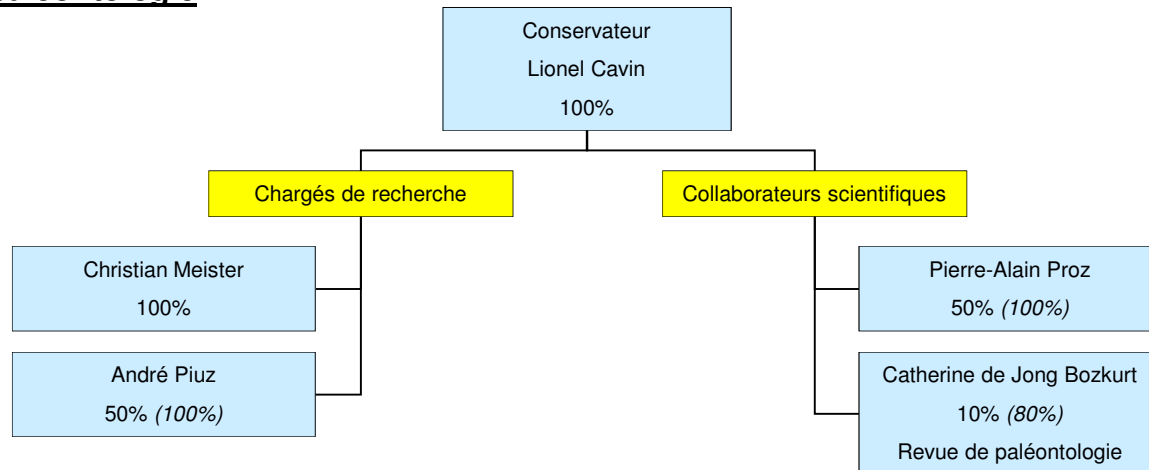 Conservateur
Lionel Cavin
100%
Chargés de recherche
Collaborateurs scientifiques
Christian Meister
100%
Pierre-Alain Proz
50% (100%)
André Piuz
50% (100%)
Catherine de Jong Bozkurt
10% (80%)
Revue de paléontologie